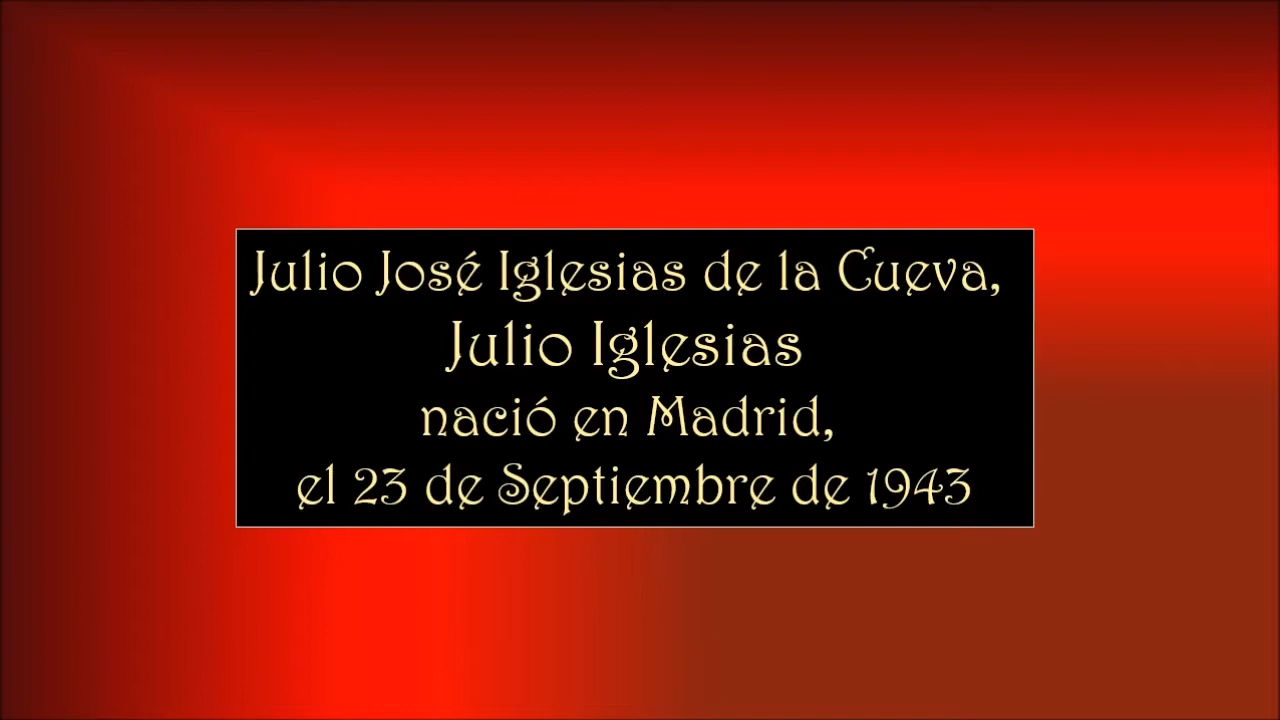 Julio José Iglesias de la Cueva,
Julio Iglesias
nació en Madrid,
el 23 de Septiembre de 1943